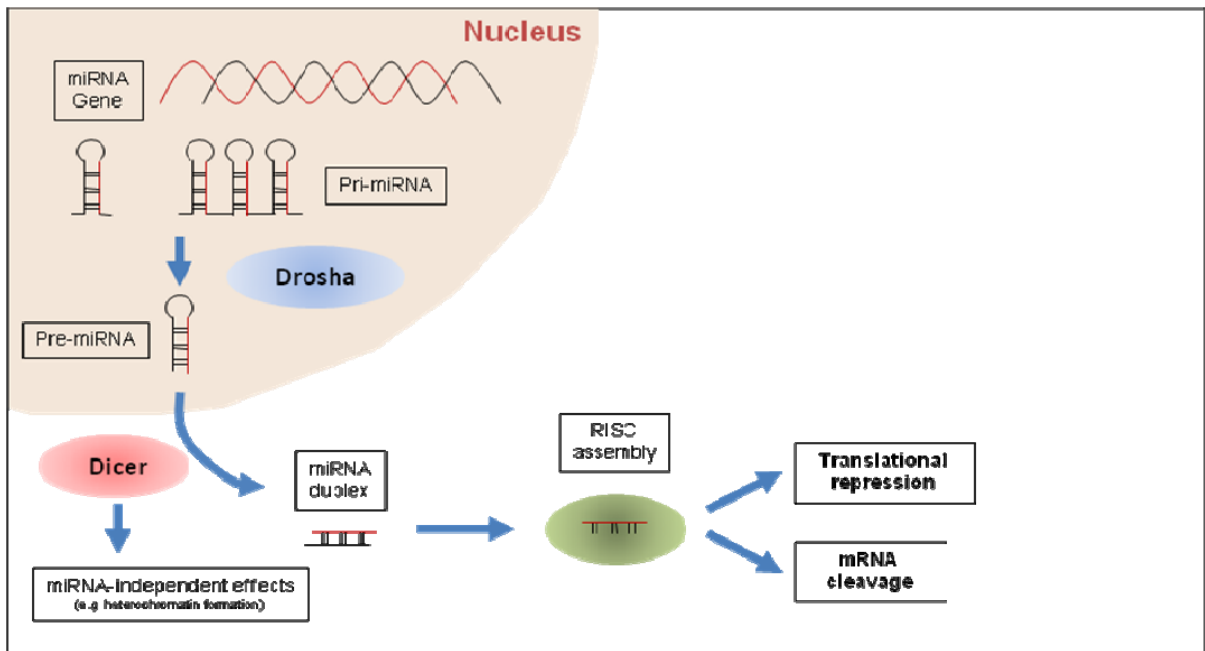 Nucleus
miRNA
Gene
Pri-miRNA
Drosha
Pre-miRNA
Dicer
miRNA
duplex
RISC
assembly
Translational
repression
mRNA
cleavage
miRNA-independent effects
(e.g heterochromatin formation)